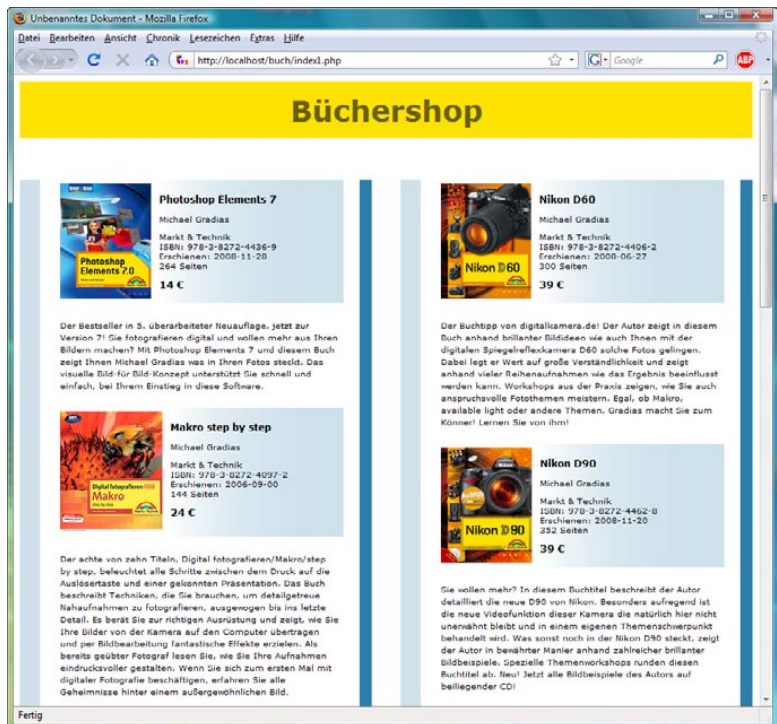 Unbenanntes Dokument - Mozilla Firefox
Datei Bearbeiten Ansicht Chronik Lesezeichen Extras Hilfe
http://localhost/buch/index1.php
Google
ABP
Büchershop
Photoshop Elements 7
Michael Gradias
Markt & Technik
ISBN: 978-3-8272-4436-9
Erschienen: 2008-11-28
264 Seiten
14 €
Photoshop
Elements 7.0
Der Bestseller in 5. überarbeiteter Neuauflage, jetzt zur
Version 7! Sie fotografieren digital und wollen mehr aus Ihren
Bildern machen? Mit Photoshop Elements 7 und diesem Buch
zeigt Ihnen Michael Gradias was in Ihren Fotos steckt. Das
visuelle Bild-für Bild-Konzept unterstützt Sie schnell und
einfach, bei Ihrem Einstieg in diese Software.
Makro step by step
Michael Gradias
Markt & Technik
ISBN: 978-3-8272-4097-2
Erschienen: 2006-09-00
144 Seiten
24 €
Digital fotografieren
Makro
step by step
Der achte von zehn Titeln, Digital fotografieren/Makro/step
by step, beleuchtet alle Schritte zwischen dem Druck auf die
Auslösertaste und einer gekonnten Präsentation. Das Buch
beschreibt Techniken, die Sie brauchen, um detailgetreue
Nahaufnahmen zu fotografieren, ausgewogen bis ins letzte
Detail. Es berät Sie zur richtigen Ausrüstung und zeigt, wie Sie
Ihre Bilder von der Kamera auf den Computer übertragen
und per Bildbearbeitung fantastische Effekte erzielen. Als
bereits geübter Fotograf lesen Sie, wie Sie Ihre Aufnahmen
eindrucksvoller gestalten. Wenn Sie sich zum ersten Mal mit
digitaler Fotografie beschäftigen, erfahren Sie alle
Geheimnisse hinter einem außergewöhnlichen Bild.
Nikon D60
Michael Gradias
Markt & Technik
ISBN: 978-3-8272-4406-2
Erschienen: 2008-06-27
300 Seiten
39 €
Nikon D60
Der Buchtipp von digitalkamera.de! Der Autor zeigt in diesem
Buch anhand brillanter Bildideen wie auch Ihnen mit der
digitalen Spiegelreflexkamera D60 solche Fotos gelingen.
Dabei legt er Wert auf große Verständlichkeit und zeigt
anhand vieler Reihenaufnahmen wie das Ergebnis beeinflusst
werden kann. Workshops aus der Praxis zeigen, wie Sie auch
anspruchsvolle Fotothemen meistern. Egal, ob Makro,
available light oder andere Themen. Gradias macht Sie zum
Könner! Lernen Sie von ihm!
Nikon D90
Michael Gradias
Markt & Technik
ISBN: 978-3-8272-4462-8
Erschienen: 2008-11-20
352 Seiten
39 €
Nikon D90
Sie wollen mehr? In diesem Buchtitel beschreibt der Autor
detailliert die neue D90 von Nikon. Besonders aufregend ist
die neue Videofunktion dieser Kamera die natürlich hier nicht
unerwähnt bleibt und in einem eigenen Themenschwerpunkt
behandelt wird. Was sonst noch in der Nikon D90 steckt, zeigt
der Autor in bewährter Manier anhand zahlreicher brillanter
Bildbeispiele. Spezielle Themenworkshops runden diesen
Buchtitel ab. Neu! Jetzt alle Bildbeispiele des Autors auf
beiliegender CD!
Fertig